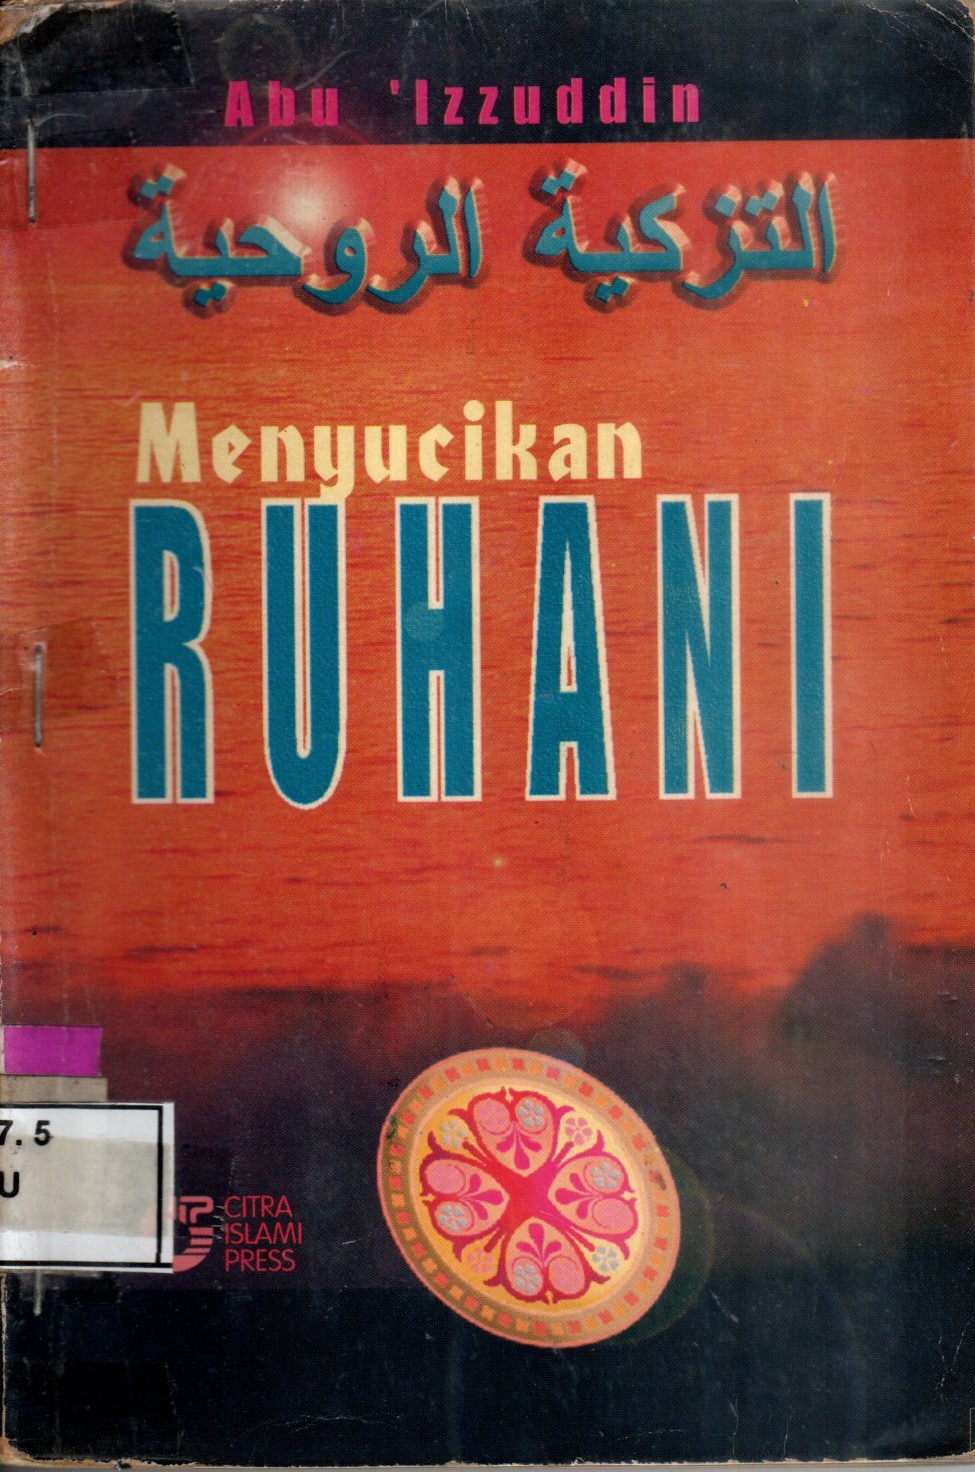 Abu 'Izzuddin
التزكية الروحية
Menyucikan
RUHANI
7.5
U
CITRA
ISLAMI
PRESS